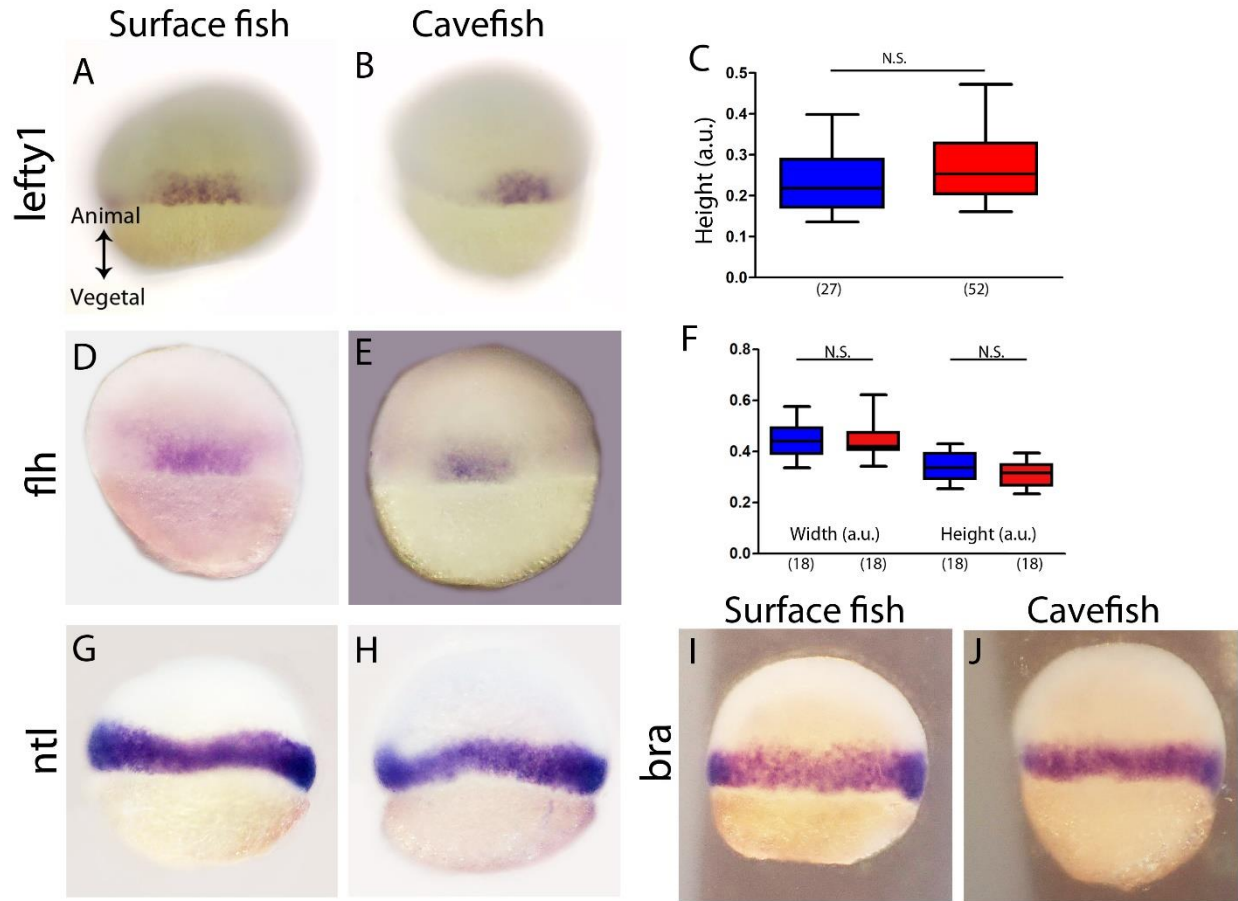 Surface fish
Cavefish
lefty1
A
B
Animal
Vegetal
C
N.S.
Height (a.u.)
0.5
0.4
0.3
0.2
0.1
0.0
(27)
(52)
flh
D
E
F
N.S.
N.S.
0.8
0.6
0.4
0.2
0.0
Width (a.u.)
Height (a.u.)
(18)
(18)
(18)
(18)
ntl
G
H
Surface fish
Cavefish
bra
I
J